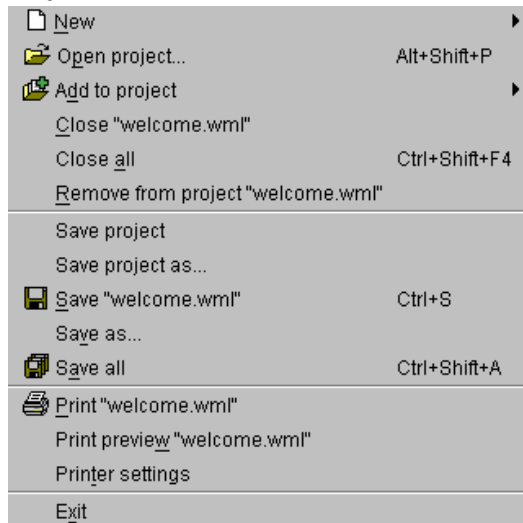 New
Open project... Alt+Shift+P
Add to project
Close "welcome.wml"
Close all Ctrl+Shift+F4
Remove from project "welcome.wml"
Save project
Save project as...
Save "welcome.wml" Ctrl+S
Save as...
Save all Ctrl+Shift+A
Print "welcome.wml"
Print preview "welcome.wml"
Printer settings
Exit